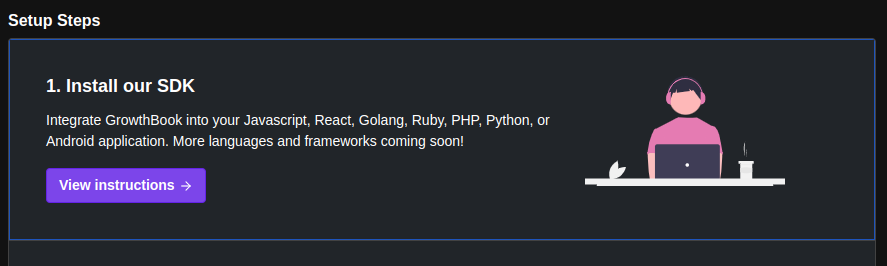 Setup Steps
1. Install our SDK
Integrate GrowthBook into your Javascript, React, Golang, Ruby, PHP, Python, or
Android application. More languages and frameworks coming soon!
View instructions →